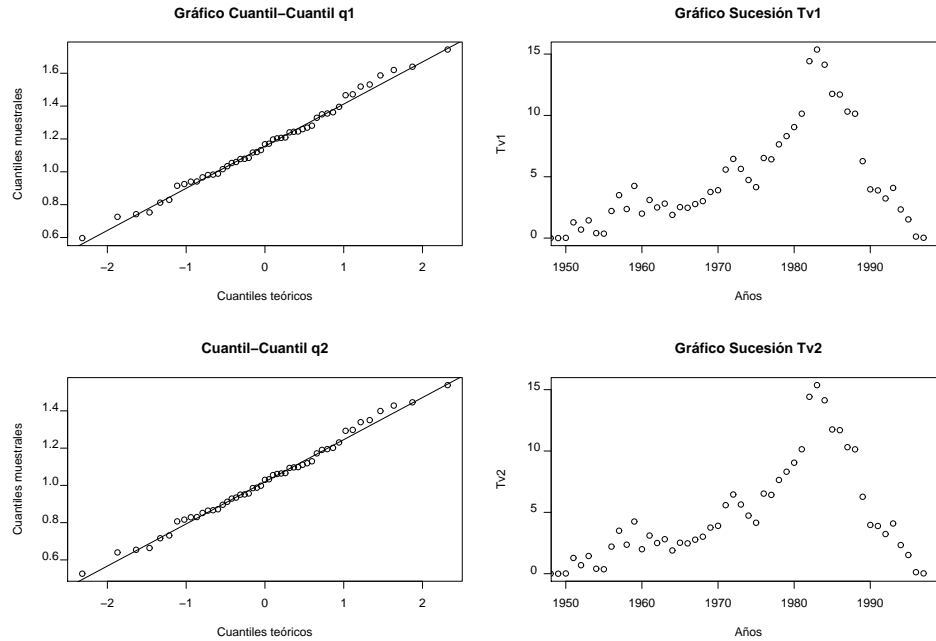 Gráfico Cuantil–Cuantil q1
Cuantiles muestrales
0.6 0.8 1.0 1.2 1.4 1.6
−2 −1 0 1 2
Cuantiles teóricos
Gráfico Sucesión Tv1
Tv1
0 5 10 15
1950 1960 1970 1980 1990
Años
Cuantil–Cuantil q2
Cuantiles muestrales
0.6 0.8 1.0 1.2 1.4
−2 −1 0 1 2
Cuantiles teóricos
Gráfico Sucesión Tv2
Tv2
0 5 10 15
1950 1960 1970 1980 1990
Años